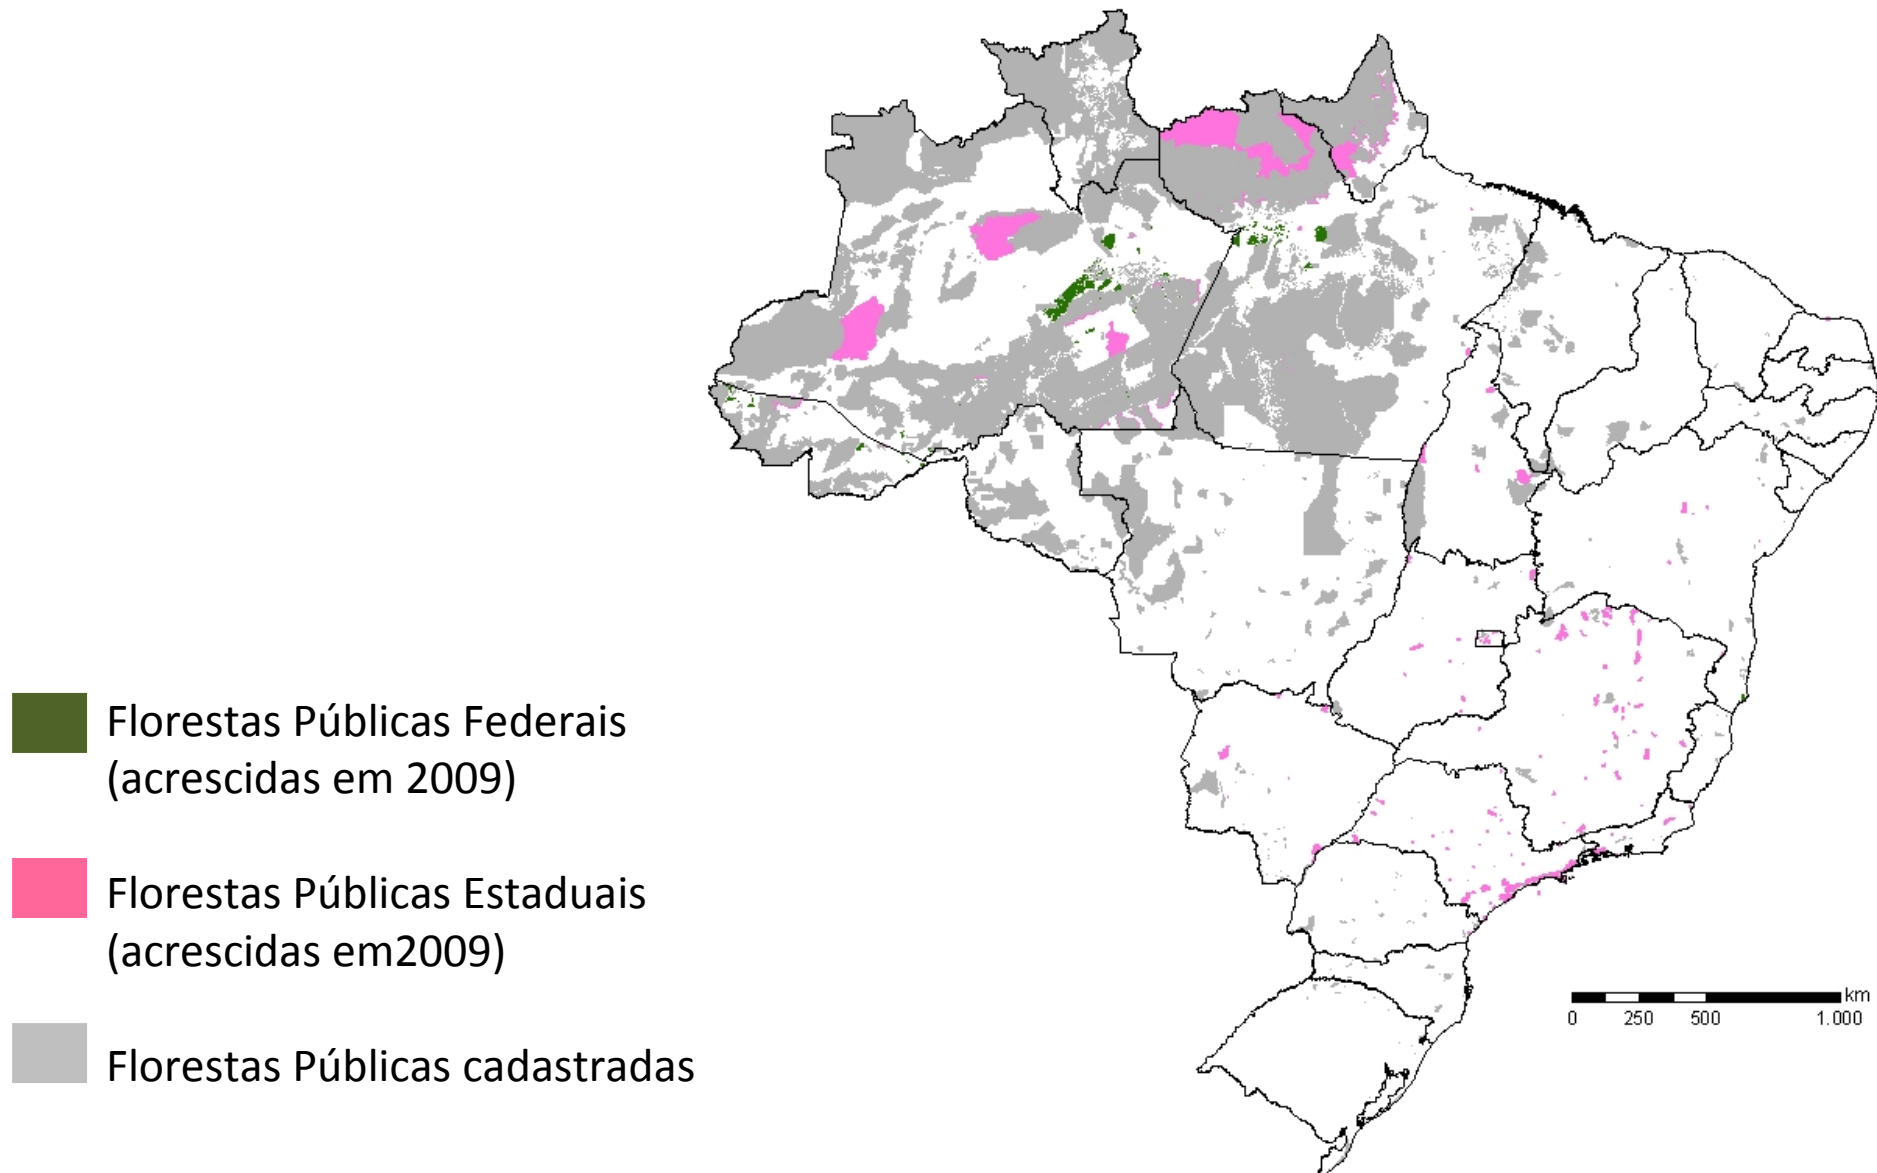 Florestas Públicas Federais
(acrescidas em 2009)
Florestas Públicas Estaduais
(acrescidas em2009)
Florestas Públicas cadastradas
km
0 250 500 1.000